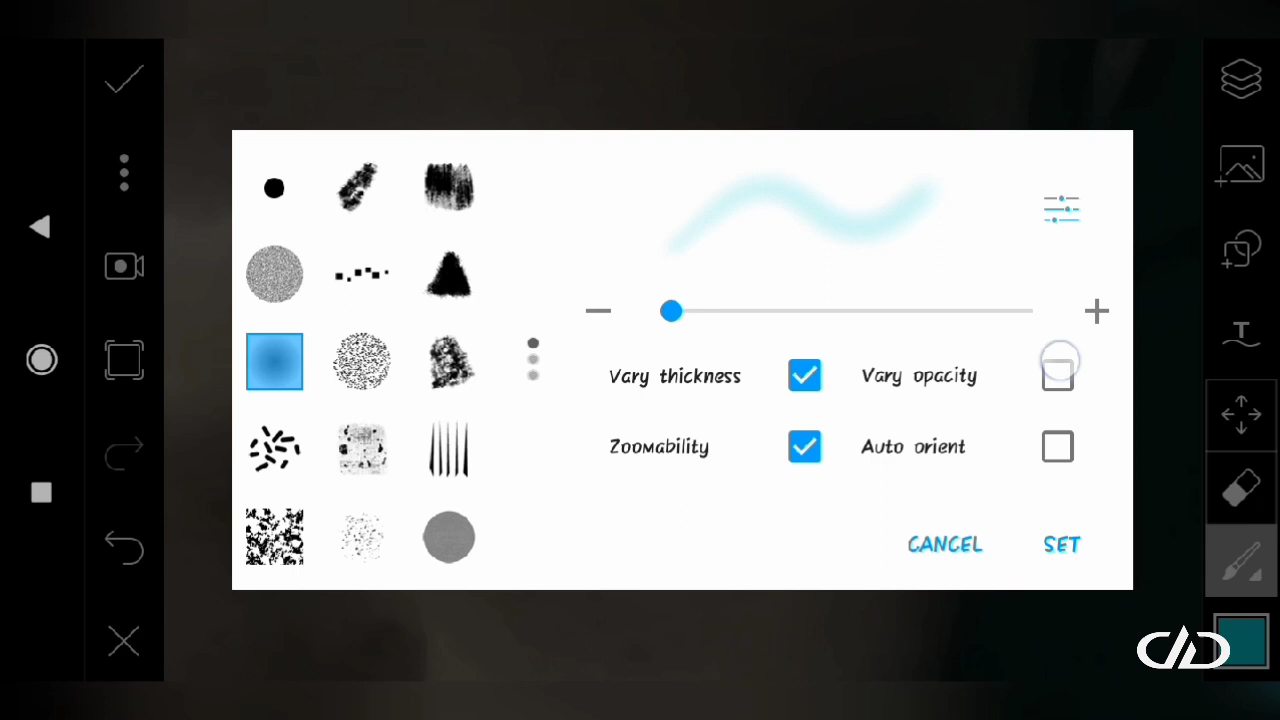 Vary thickness
Vary opacity
Zoomability
Auto orient
CANCEL
SET
T